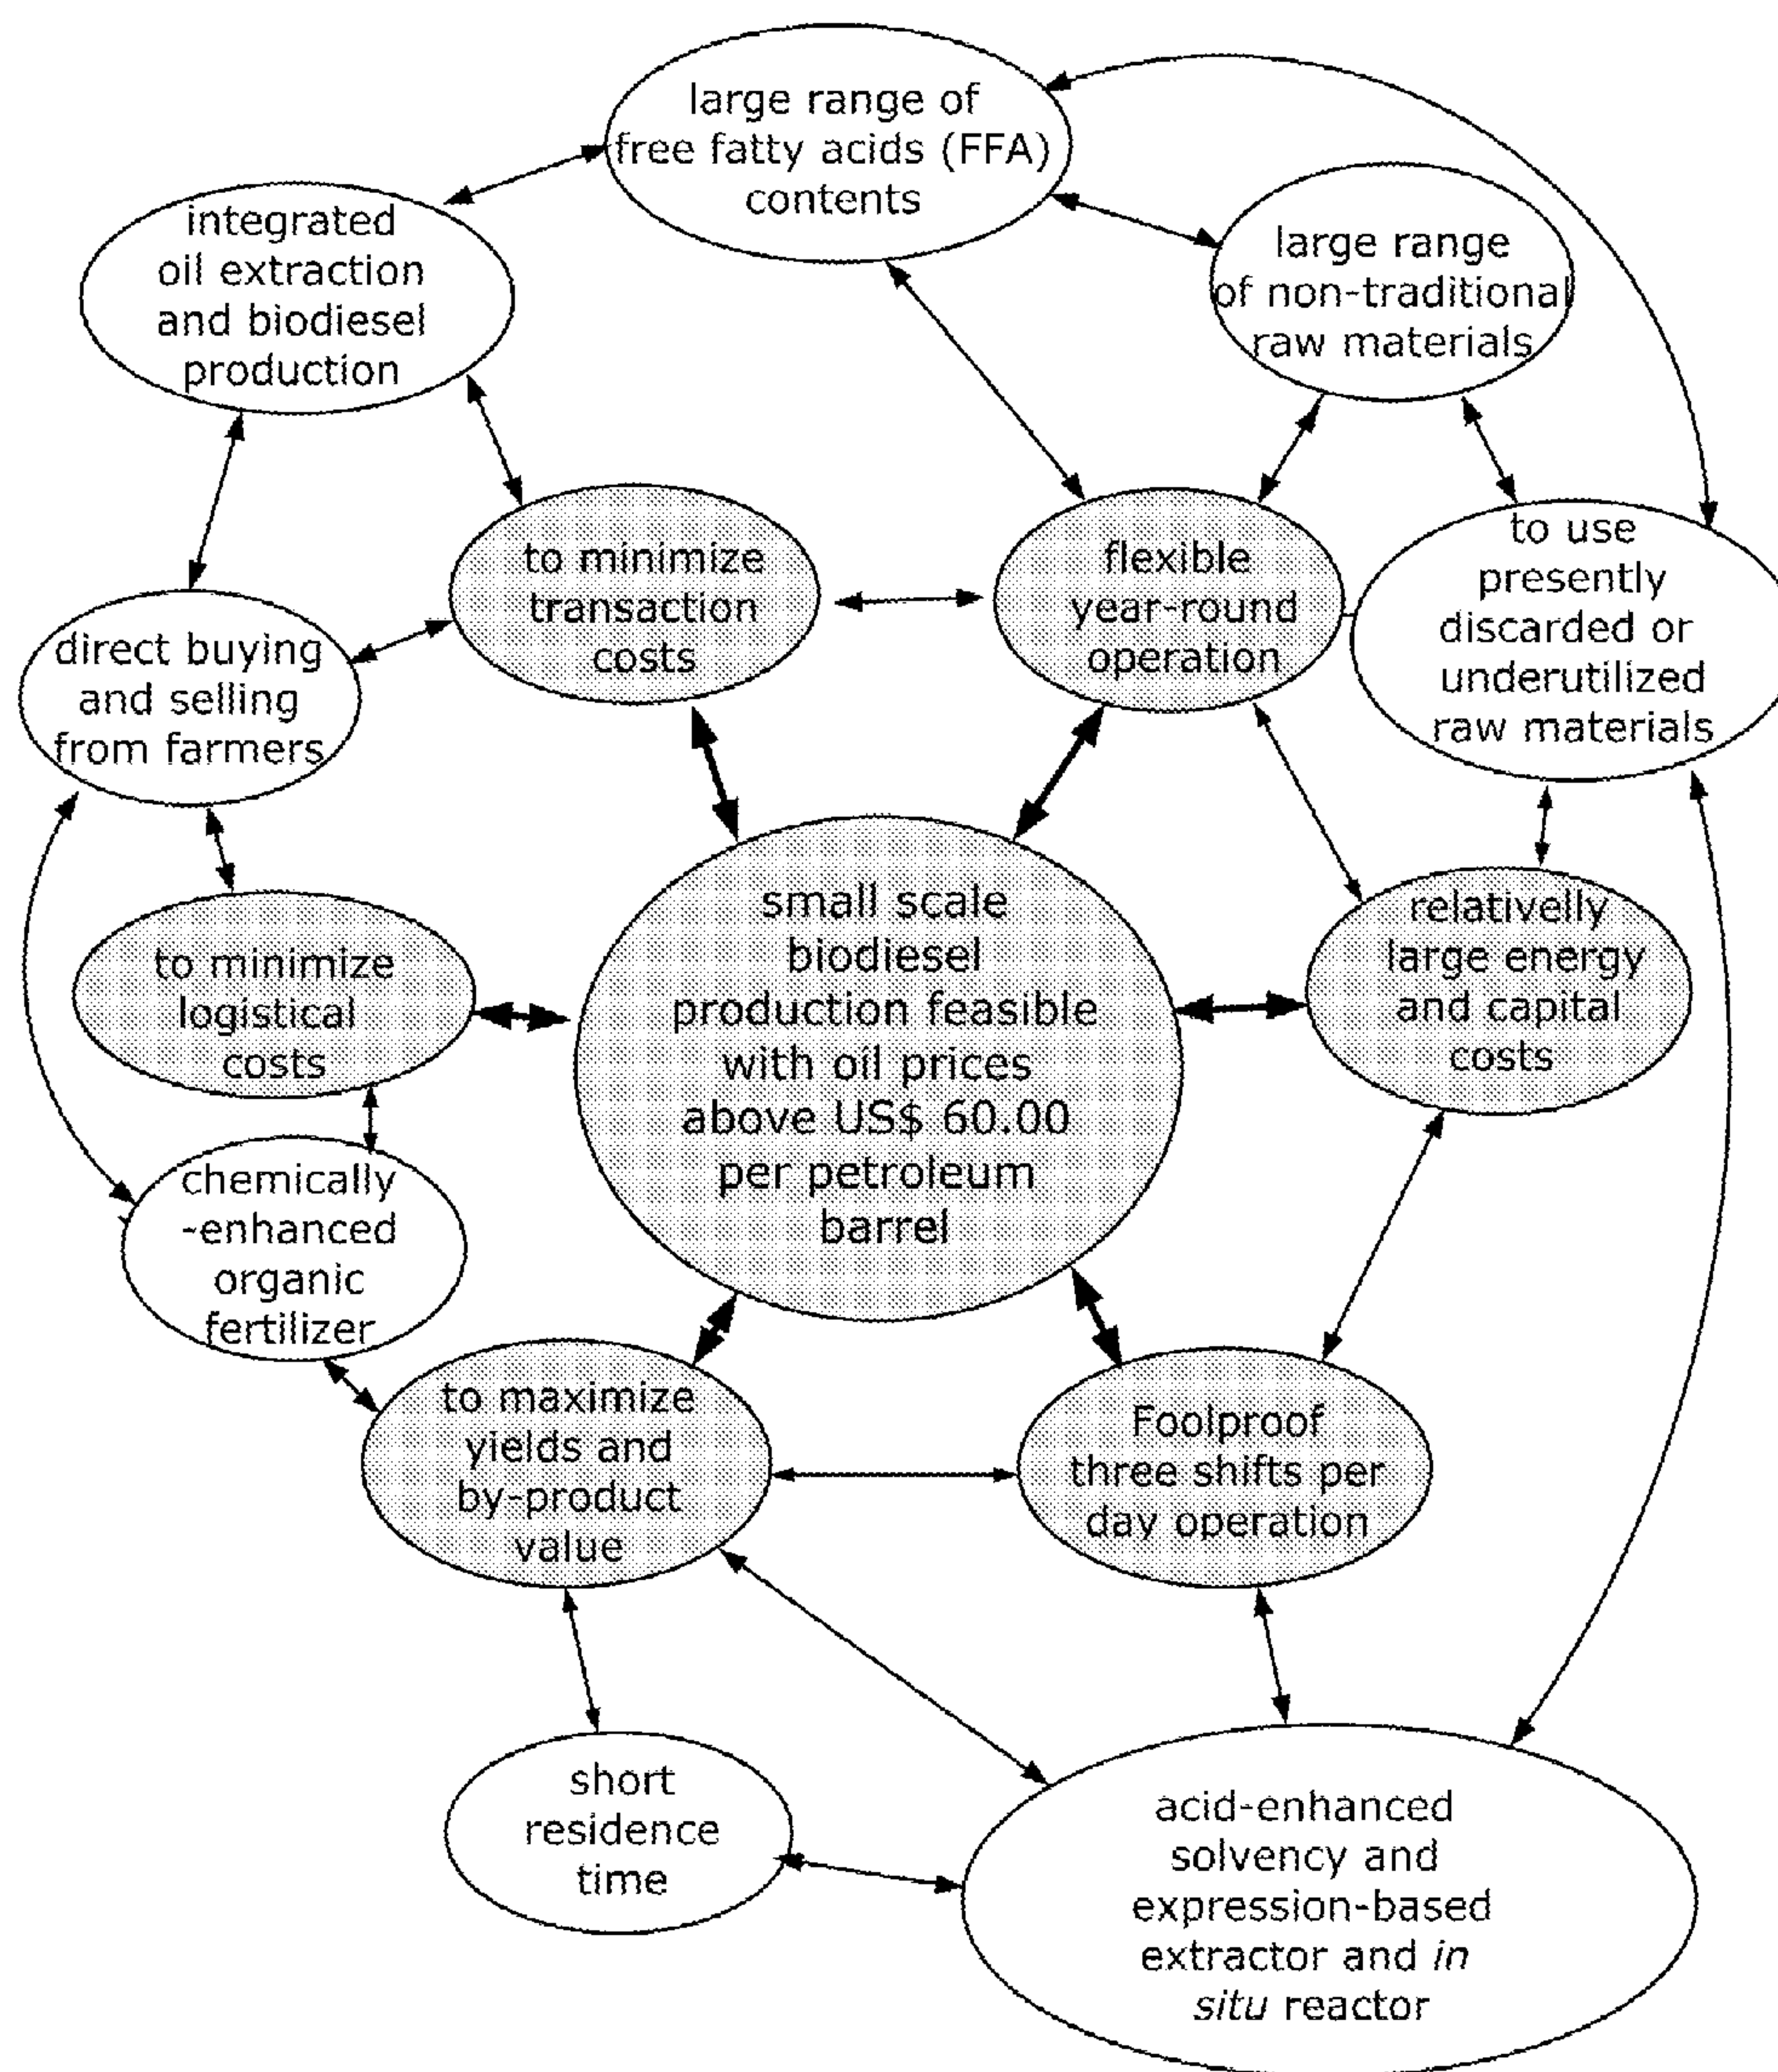 large range of
free fatty acids (FFA)
contents
integrated
oil extraction
and biodiesel
production
large range
of non-traditional
raw materials
to minimize
transaction
costs
flexible
year-round
operation
to use
presently
discarded or
underutilized
raw materials
direct buying
and selling
from farmers
small scale
biodiesel
production feasible
with oil prices
above US$ 60.00
per petroleum
barrel
relativelly
large energy
and capital
costs
to minimize
logistical
costs
chemically
-enhanced
organic
fertilizer
to maximize
yields and
by-product
value
Foolproof
three shifts per
day operation
short
residence
time
acid-enhanced
solvency and
expression-based
extractor and in
situ reactor